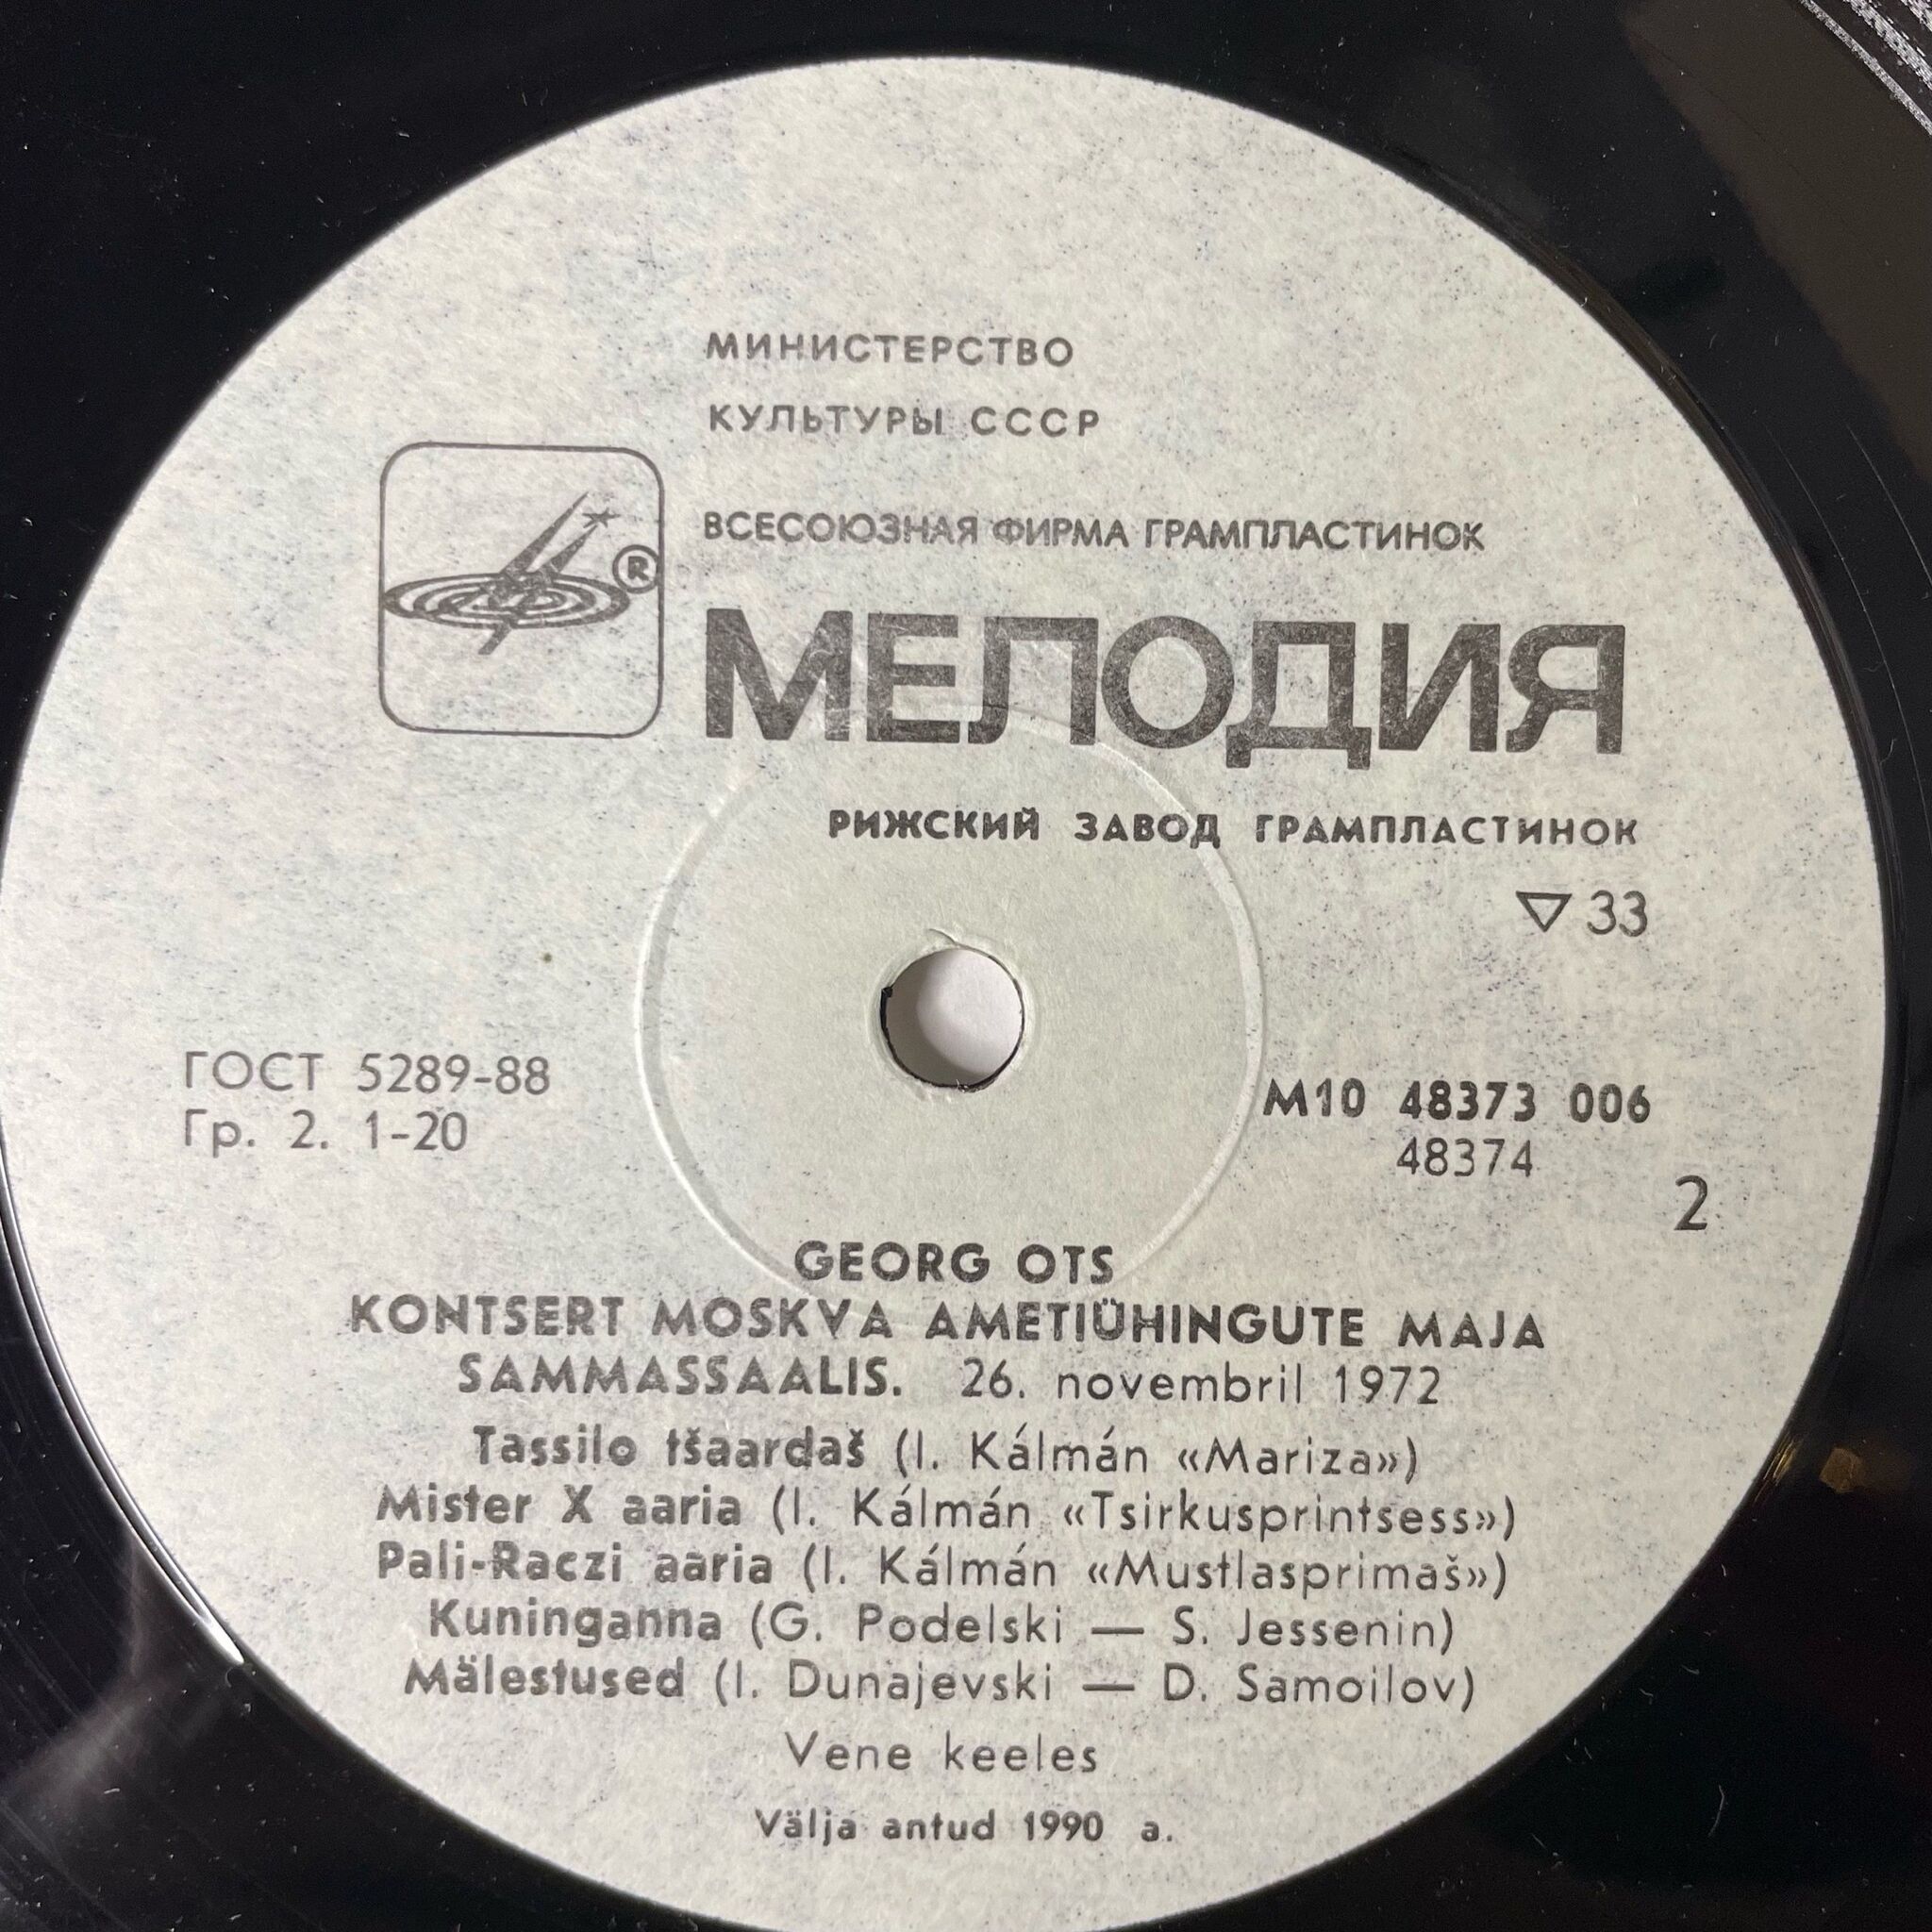 МИНИСТЕРСТВО
КУЛЬТУРЫ СССР
ВСЕСОЮЗНАЯ ФИРМА ГРАМПЛАСТИНОК
®
МЕЛОДИЯ
РИЖСКИЙ ЗАВОД ГРАМПЛАСТИНОК
▽ 33
ГОСТ 5289-88
Гр. 2. 1-20
М10 48373 006
48374
2
GEORG OTS
KONTSERT MOSKVA AMETIÜHINGUTE MAJA
SAMMASSAALIS. 26. novembril 1972
Tassilo tšaardaš (I. Kálmán «Mariza»)
Mister X aaria (I. Kálmán «Tsirkusprintsess»)
Pali-Raczi aaria (I. Kálmán «Mustlasprimaš»)
Kuninganna (G. Podelski — S. Jessenin)
Mälestused (I. Dunajevski — D. Samoilov)
Vene keeles
Välja antud 1990 a.